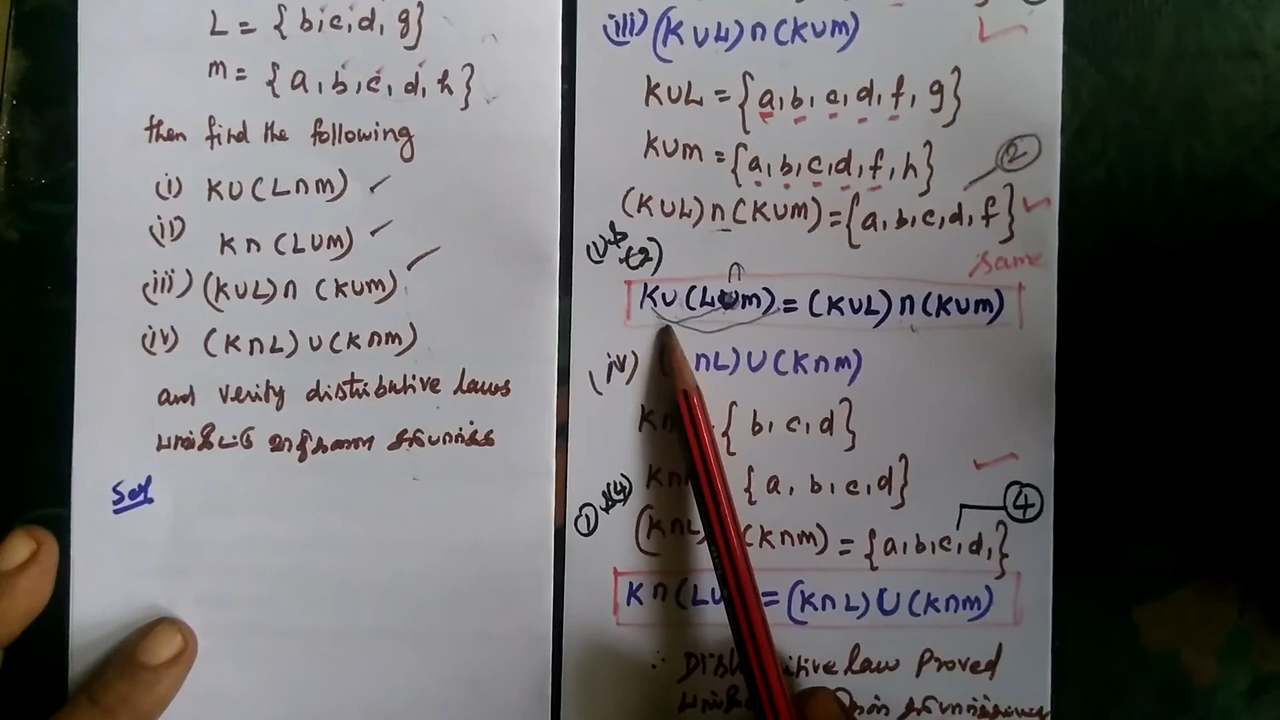 L = { b, c, d, g}
m = {a, b, c, d, h}
then find the following
(i) K∪(L∩m) ✓
(ii) K∩(L∪m) ✓
(iii) (K∪L)∩(K∪m) ✓
(iv) (K∩L)∪(K∩m)
and verify distributive laws
Sol
(iii) (K∪L)∩(K∪m)
K∪L = {a, b, c, d, f, g}
K∪m = {a, b, c, d, f, h}
②
(K∪L)∩(K∪m) = {a, b, c, d, f} ✓
same
∩
K∪(L m) = (K∪L)∩(K∪m)
(iv) ∩L)∪(K∩m)
{ b, c, d}
{a, b, c, d} ✓
④
(K∩L) (K∩m) = {a, b, c, d, }
K∩(L∪ = (K∩L)∪(K∩m)
∴ law Proved